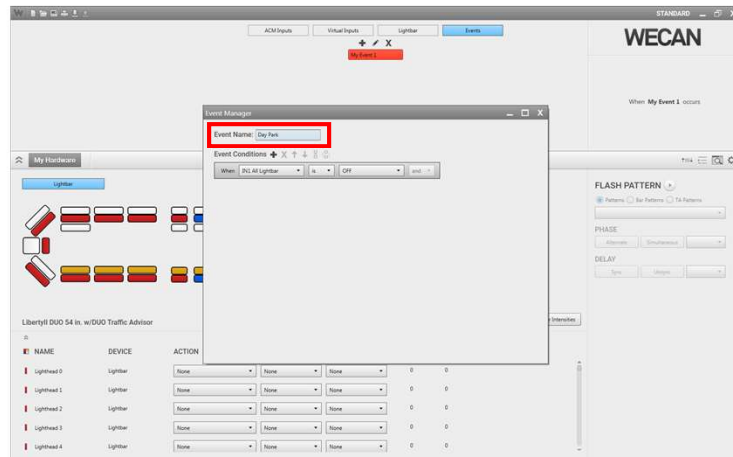 STANDARD
ACM Inputs Virtual Inputs Lightbar Events
WECAN
My Event 1
When My Event 1 occurs
Event Manager
Event Name: Day Park
Event Conditions
When IN1 All Lightbar is OFF and
My Hardware
Lightbar
FLASH PATTERN
Patterns Bar Patterns TA Patterns
PHASE
Alternate Simultaneous
DELAY
LibertyII DUO 54 in. w/DUO Traffic Advisor
Intensities
NAME DEVICE ACTION
Lighthead 0 Lightbar None None None 0 0
Lighthead 1 Lightbar None None None 0 0
Lighthead 2 Lightbar None None None 0 0
Lighthead 3 Lightbar None None None 0 0
Lighthead 4 Lightbar None None None 0 0